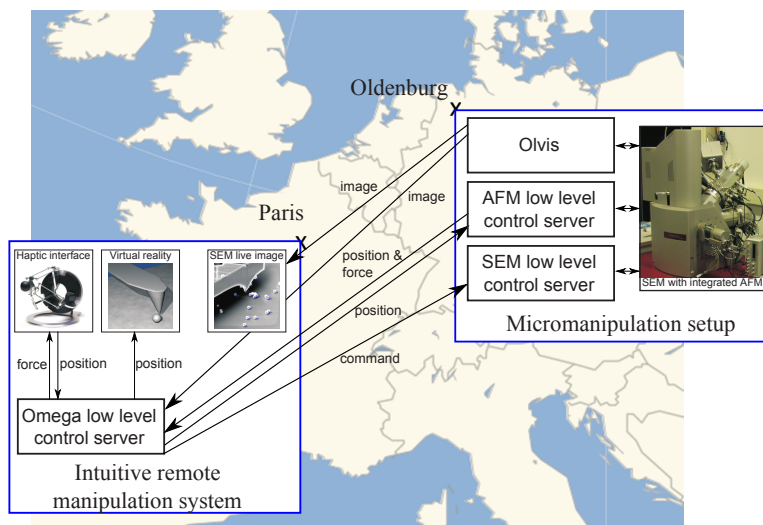 Oldenburg
X
Olvis
AFM low level
control server
SEM low level
control server
SEM with integrated AFM
Micromanipulation setup
image
image
position &
force
position
command
Paris
X
Haptic interface
Virtual reality
SEM live image
force
position
position
Omega low level
control server
Intuitive remote
manipulation system